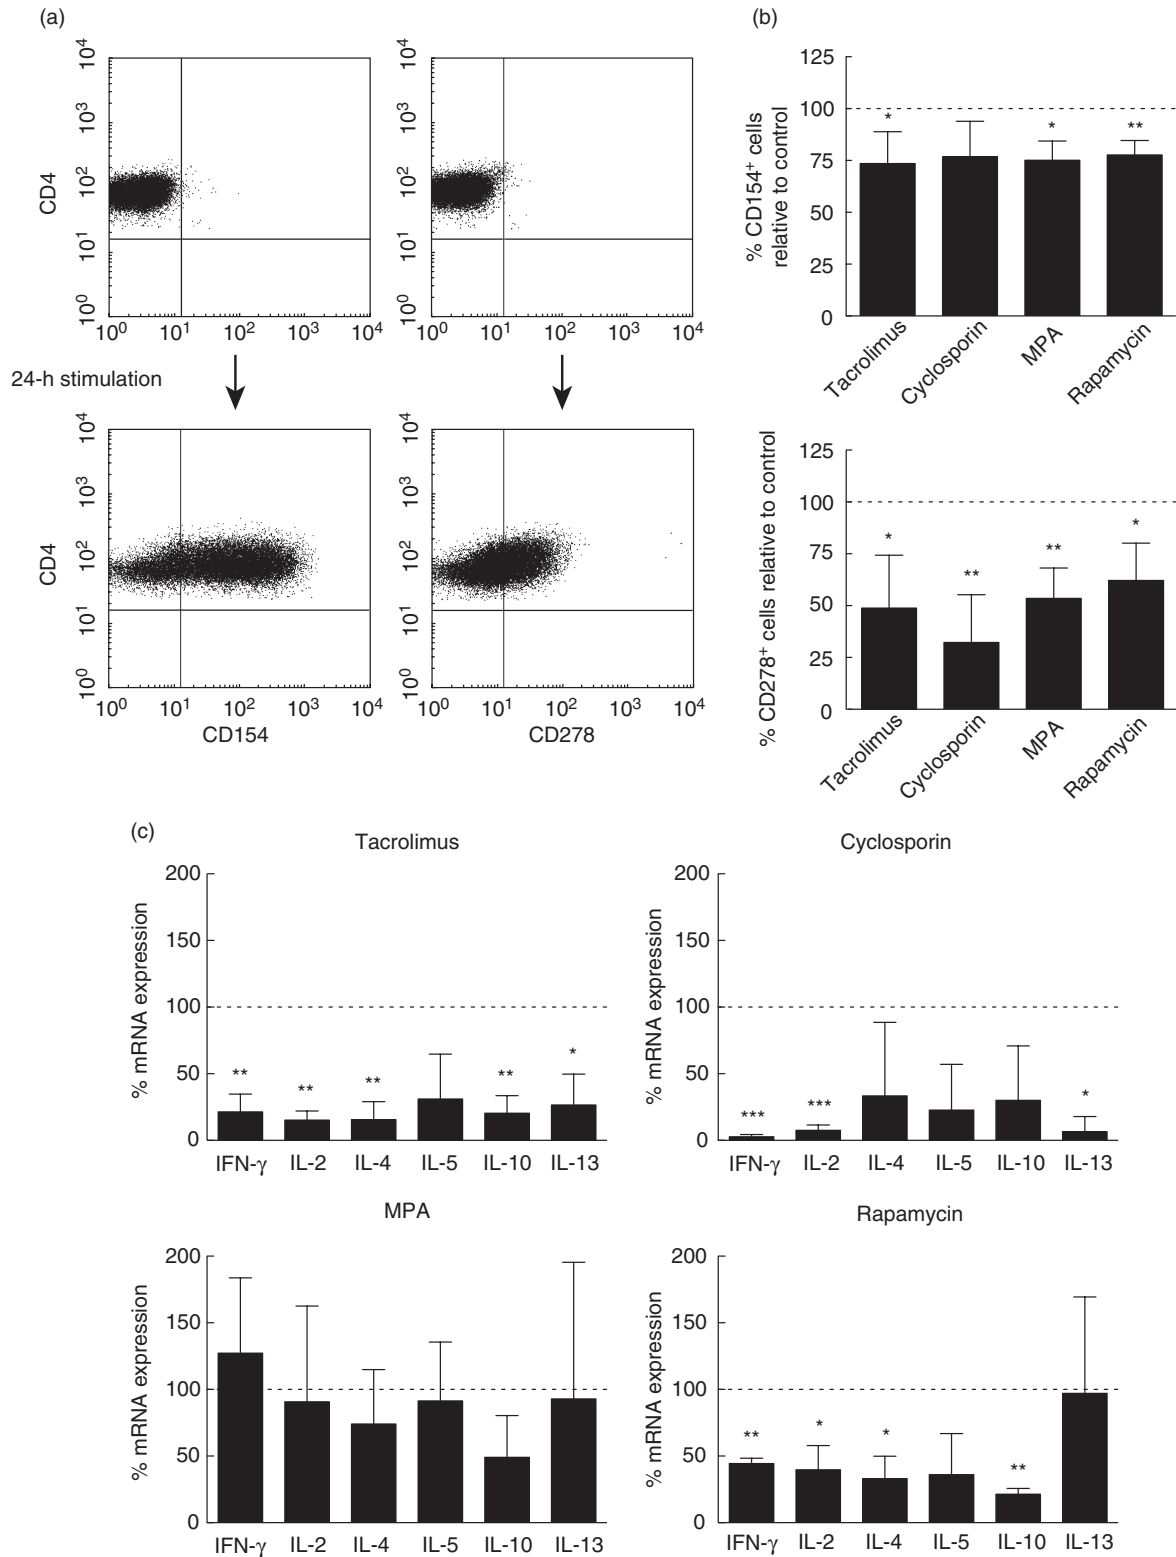 (a)
10⁴
10³
10²
10¹
10⁰
CD4
10⁰ 10¹ 10² 10³ 10⁴
10⁴
10³
10²
10¹
10⁰
10⁰ 10¹ 10² 10³ 10⁴
24-h stimulation
10⁴
10³
10²
10¹
10⁰
CD4
10⁰ 10¹ 10² 10³ 10⁴
CD154
10⁴
10³
10²
10¹
10⁰
10⁰ 10¹ 10² 10³ 10⁴
CD278
(b)
% CD154⁺ cells
relative to control
125
100
75
50
25
0
* * **
Tacrolimus Cyclosporin MPA Rapamycin
% CD278⁺ cells relative to control
125
100
75
50
25
0
* ** ** *
Tacrolimus Cyclosporin MPA Rapamycin
(c)
Tacrolimus
% mRNA expression
200
150
100
50
0
** ** ** ** *
IFN-γ IL-2 IL-4 IL-5 IL-10 IL-13
Cyclosporin
% mRNA expression
200
150
100
50
0
*** *** *
IFN-γ IL-2 IL-4 IL-5 IL-10 IL-13
MPA
% mRNA expression
200
150
100
50
0
IFN-γ IL-2 IL-4 IL-5 IL-10 IL-13
Rapamycin
% mRNA expression
200
150
100
50
0
** * * **
IFN-γ IL-2 IL-4 IL-5 IL-10 IL-13